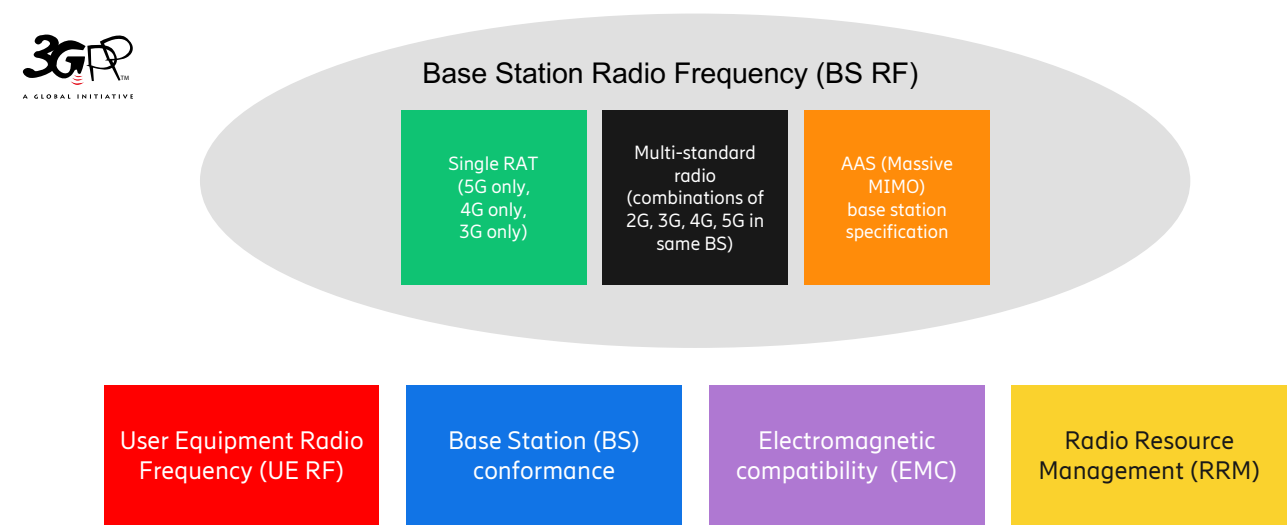 3GPP™
A GLOBAL INITIATIVE
Base Station Radio Frequency (BS RF)
Single RAT
(5G only,
4G only,
3G only)
Multi-standard
radio
(combinations of
2G, 3G, 4G, 5G in
same BS)
AAS (Massive
MIMO)
base station
specification
User Equipment Radio
Frequency (UE RF)
Base Station (BS)
conformance
Electromagnetic
compatibility (EMC)
Radio Resource
Management (RRM)